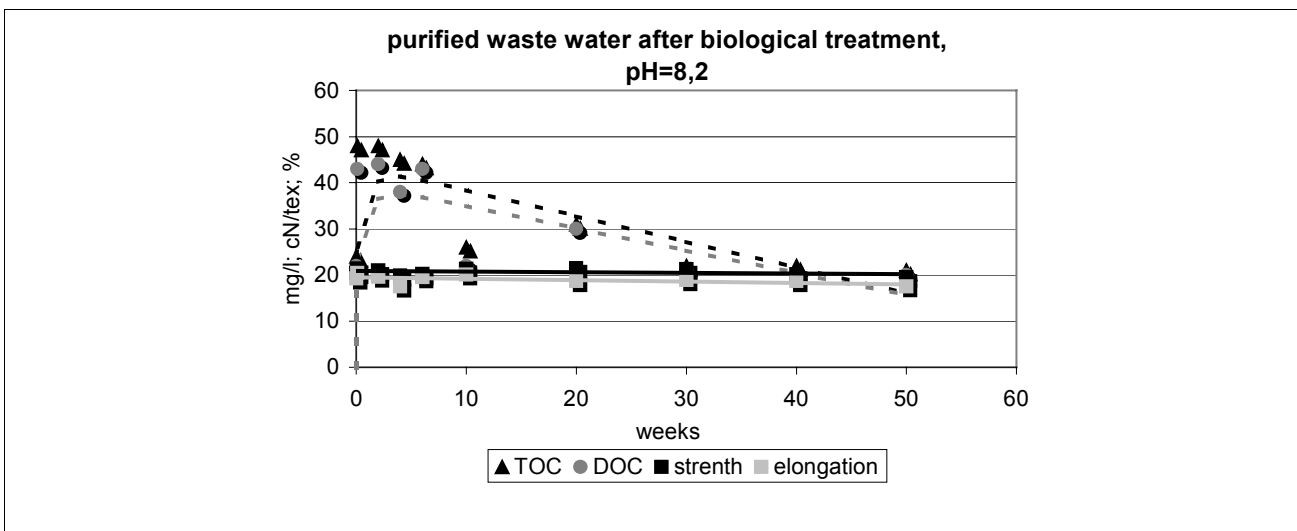 purified waste water after biological treatment,
pH=8,2
60
50
40
30
20
10
0
mg/l; cN/tex; %
0 10 20 30 40 50 60
weeks
TOC DOC strenth elongation